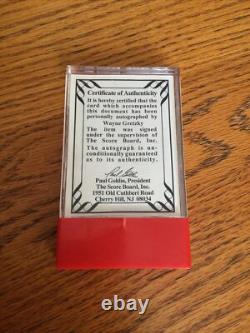 Certificate of Authenticity
It is hereby certified that the
card which accompanies
this document has been
personally autographed by
Wayne Gretzky
The item was signed
under the supervision of
The Score Board, Inc.
The autograph is un-
conditionally guaranteed
as to its authenticity.
Paul Goldin, President
The Score Board, Inc.
1951 Old Cuthbert Road
Cherry Hill, NJ 08034